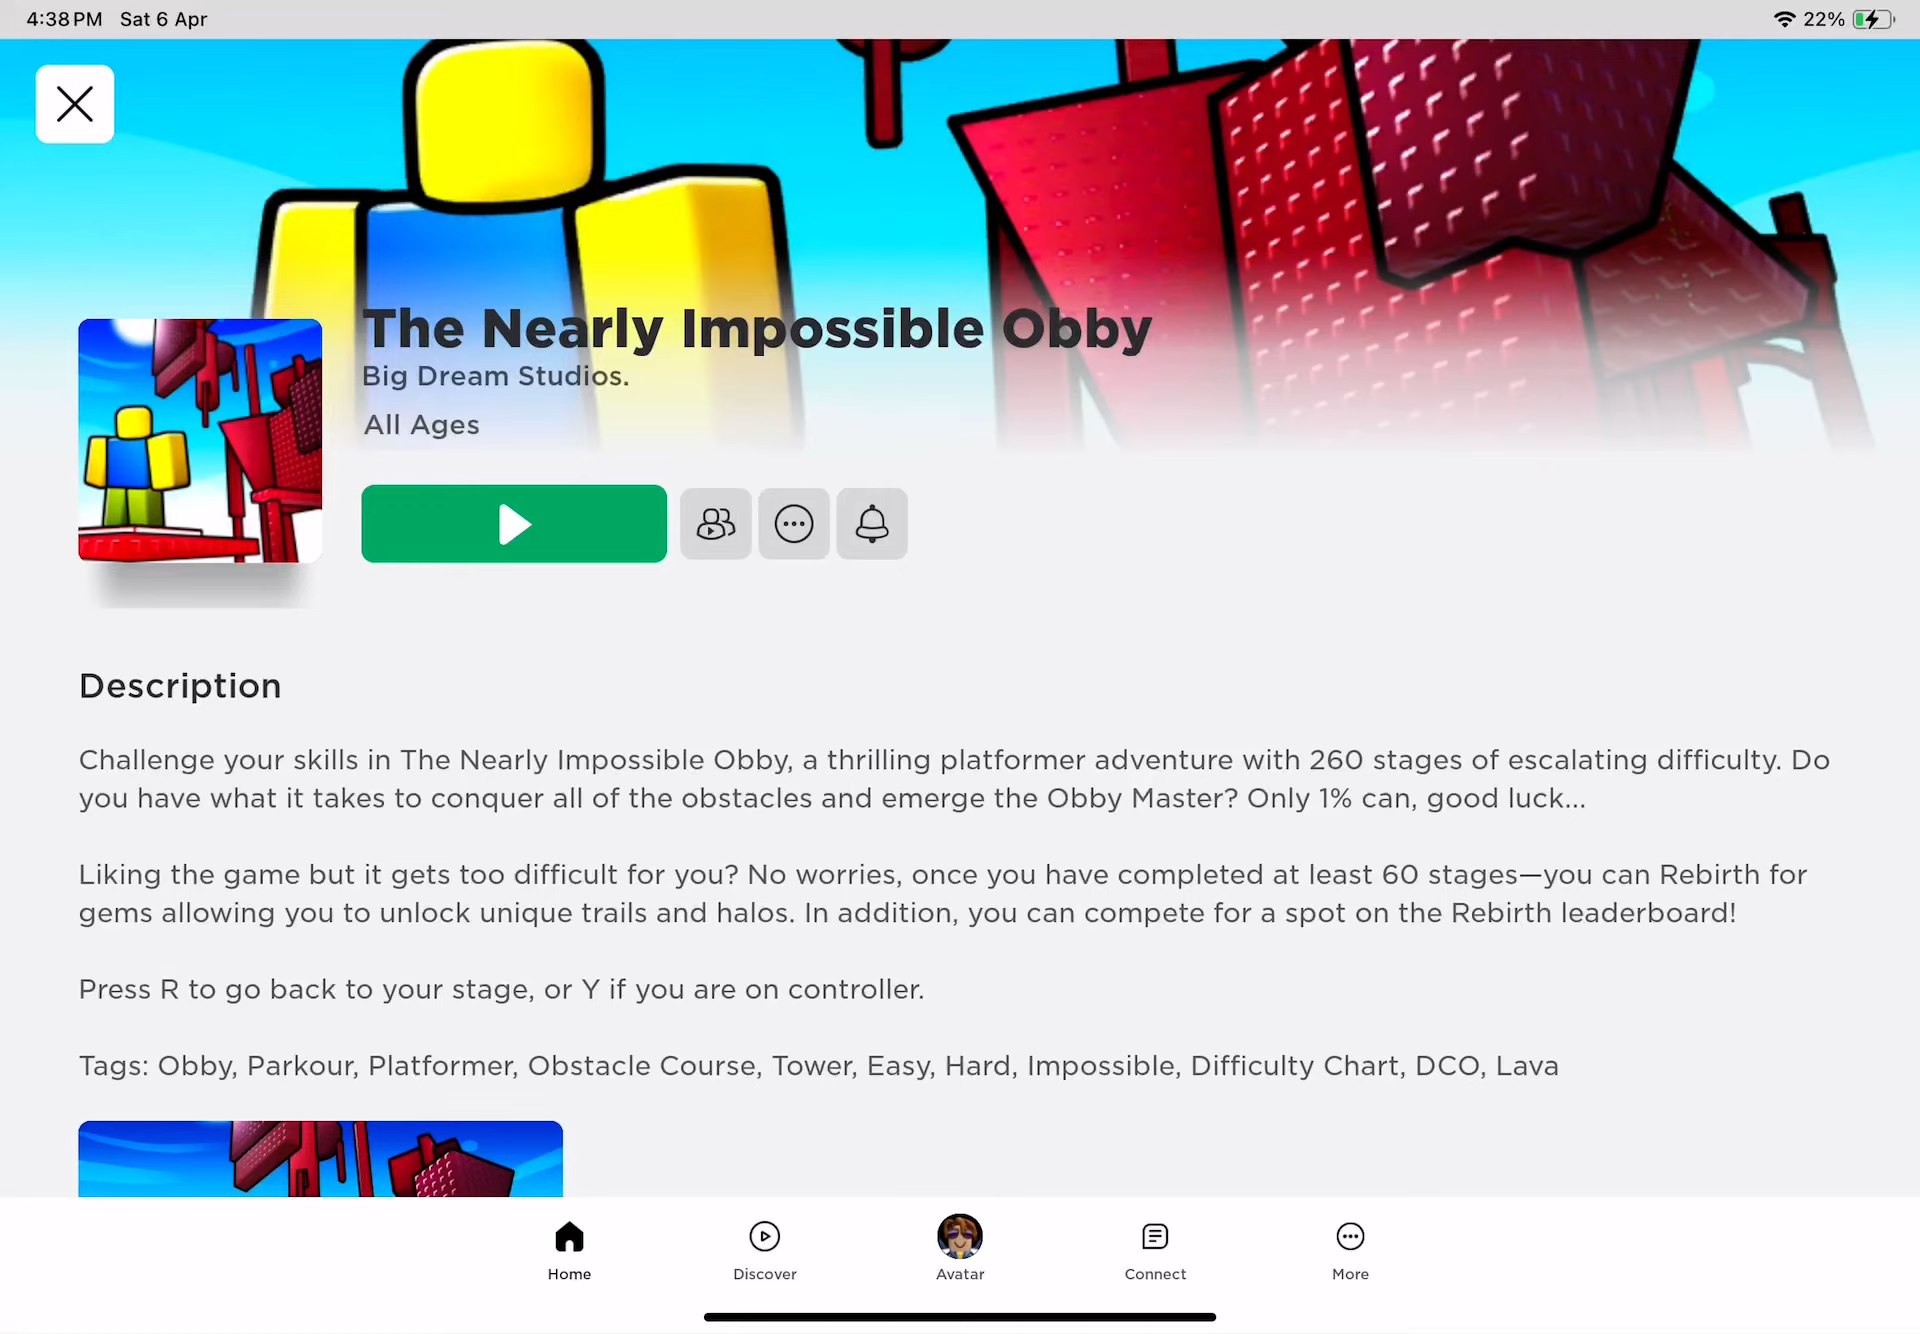 4:38 PM Sat 6 Apr
22%
The Nearly Impossible Obby
Big Dream Studios.
All Ages
Description
Challenge your skills in The Nearly Impossible Obby, a thrilling platformer adventure with 260 stages of escalating difficulty. Do
you have what it takes to conquer all of the obstacles and emerge the Obby Master? Only 1% can, good luck...
Liking the game but it gets too difficult for you? No worries, once you have completed at least 60 stages—you can Rebirth for
gems allowing you to unlock unique trails and halos. In addition, you can compete for a spot on the Rebirth leaderboard!
Press R to go back to your stage, or Y if you are on controller.
Tags: Obby, Parkour, Platformer, Obstacle Course, Tower, Easy, Hard, Impossible, Difficulty Chart, DCO, Lava
Home
Discover
Avatar
Connect
More